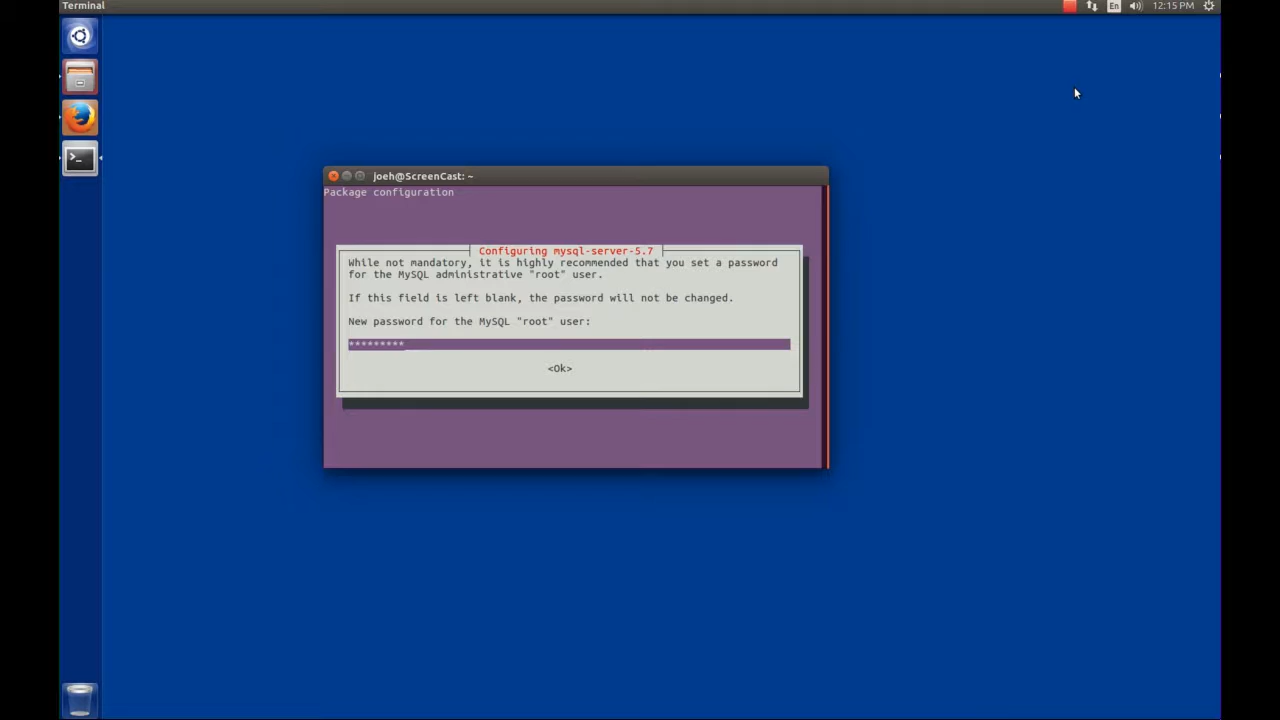 Terminal
En
12:15 PM
>_
joeh@ScreenCast: ~
Package configuration
Configuring mysql-server-5.7
While not mandatory, it is highly recommended that you set a password
for the MySQL administrative "root" user.
If this field is left blank, the password will not be changed.
New password for the MySQL "root" user:
*********
<Ok>